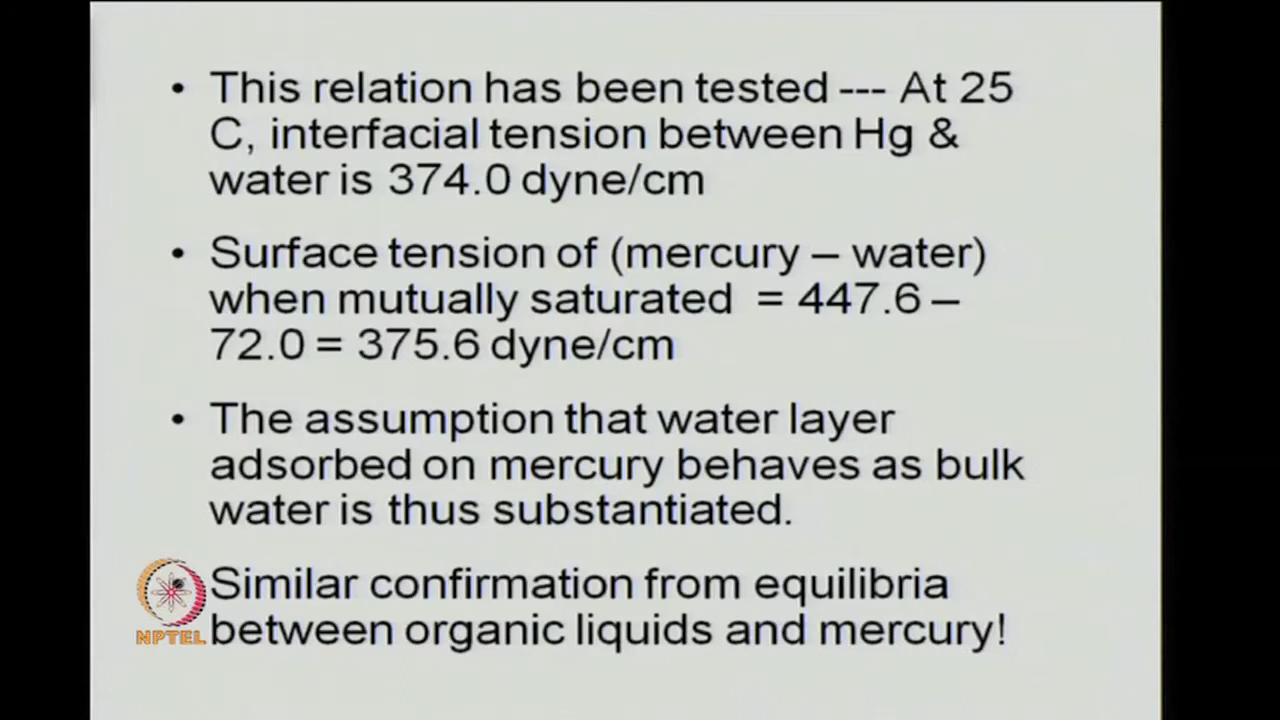 • This relation has been tested --- At 25
C, interfacial tension between Hg &
water is 374.0 dyne/cm
• Surface tension of (mercury – water)
when mutually saturated = 447.6 –
72.0 = 375.6 dyne/cm
• The assumption that water layer
adsorbed on mercury behaves as bulk
water is thus substantiated.
Similar confirmation from equilibria
between organic liquids and mercury!
NPTEL